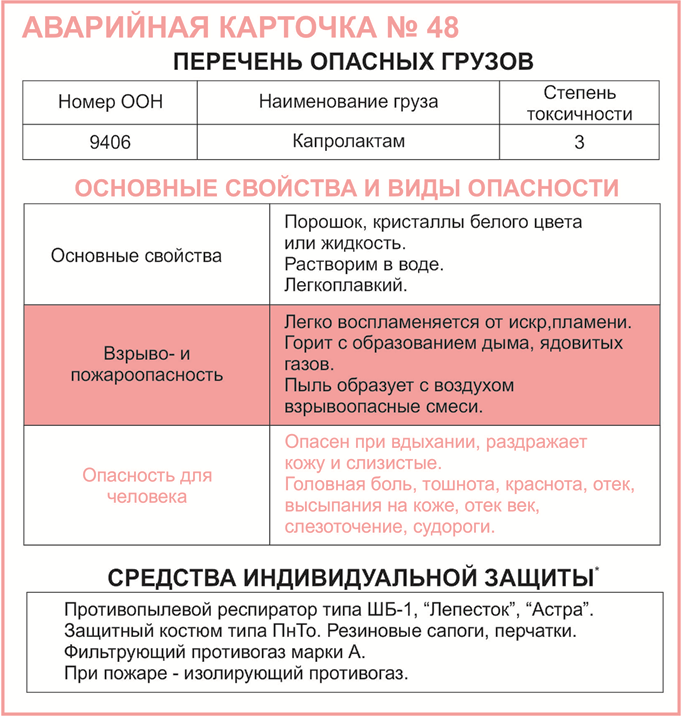 АВАРИЙНАЯ КАРТОЧКА № 48
ПЕРЕЧЕНЬ ОПАСНЫХ ГРУЗОВ
Номер ООН
Наименование груза
Степень
токсичности
9406
Капролактам
3
ОСНОВНЫЕ СВОЙСТВА И ВИДЫ ОПАСНОСТИ
Основные свойства
Порошок, кристаллы белого цвета
или жидкость.
Растворим в воде.
Легкоплавкий.
Взрыво- и
пожароопасность
Легко воспламеняется от искр,пламени.
Горит с образованием дыма, ядовитых
газов.
Пыль образует с воздухом
взрывоопасные смеси.
Опасность для
человека
Опасен при вдыхании, раздражает
кожу и слизистые.
Головная боль, тошнота, краснота, отек,
высыпания на коже, отек век,
слезоточение, судороги.
СРЕДСТВА ИНДИВИДУАЛЬНОЙ ЗАЩИТЫ*
Противопылевой респиратор типа ШБ-1, “Лепесток”, “Астра”.
Защитный костюм типа ПнТо. Резиновые сапоги, перчатки.
Фильтрующий противогаз марки А.
При пожаре - изолирующий противогаз.